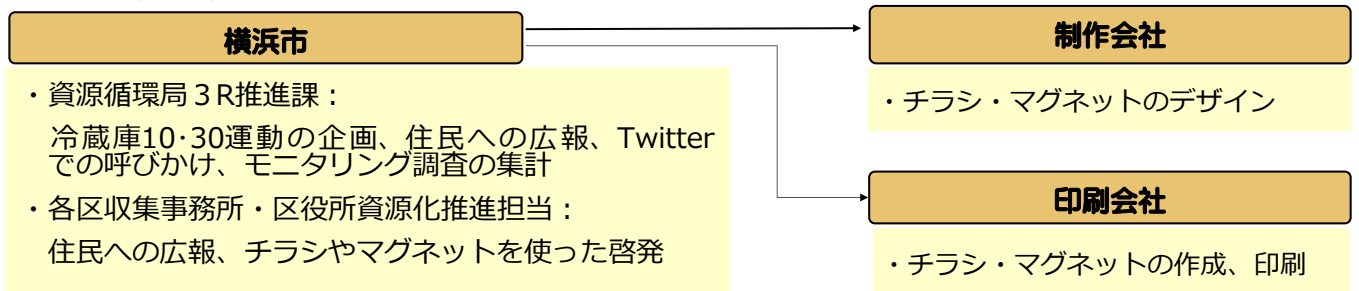 横浜市
・資源循環局３R推進課：
冷蔵庫10･30運動の企画、住民への広報、Twitter
での呼びかけ、モニタリング調査の集計
・各区収集事務所・区役所資源化推進担当：
住民への広報、チラシやマグネットを使った啓発
制作会社
・チラシ・マグネットのデザイン
印刷会社
・チラシ・マグネットの作成、印刷